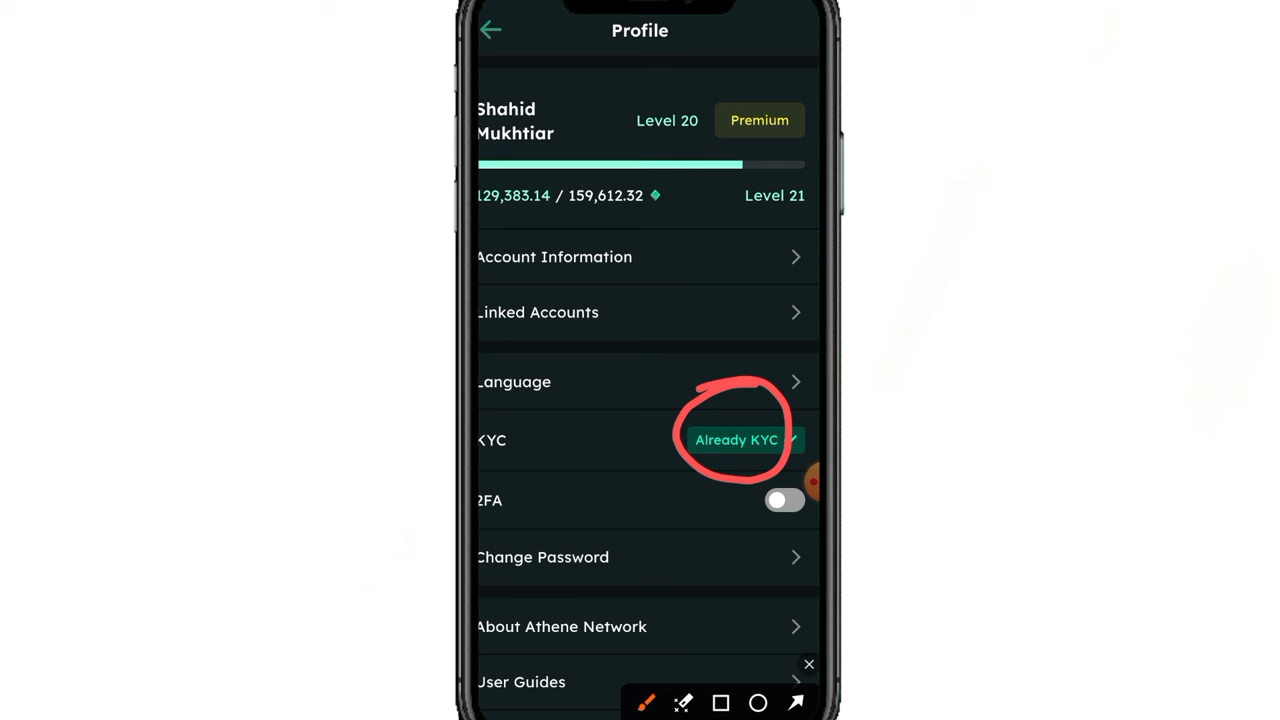 Profile
Shahid
Mukhtiar
Level 20
Premium
129,383.14 / 159,612.32
Level 21
Account Information
Linked Accounts
Language
KYC
Already KYC
2FA
Change Password
About Athene Network
User Guides